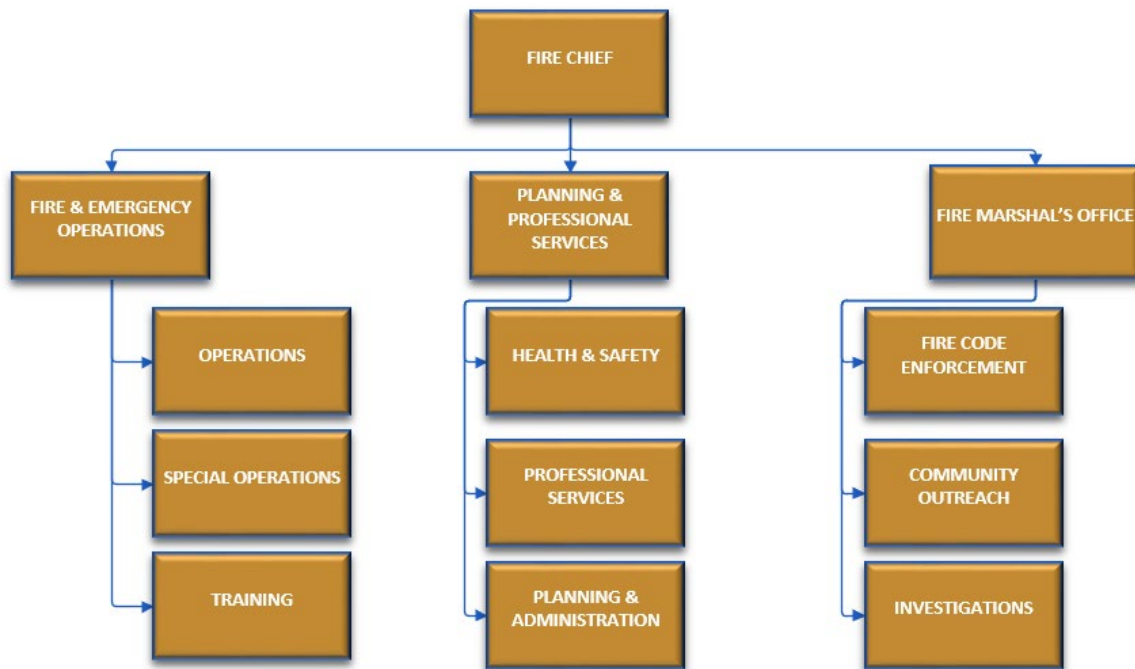 FIRE CHIEF
FIRE & EMERGENCY
OPERATIONS
PLANNING &
PROFESSIONAL
SERVICES
FIRE MARSHAL'S OFFICE
OPERATIONS
SPECIAL OPERATIONS
TRAINING
HEALTH & SAFETY
PROFESSIONAL
SERVICES
PLANNING &
ADMINISTRATION
FIRE CODE
ENFORCEMENT
COMMUNITY
OUTREACH
INVESTIGATIONS